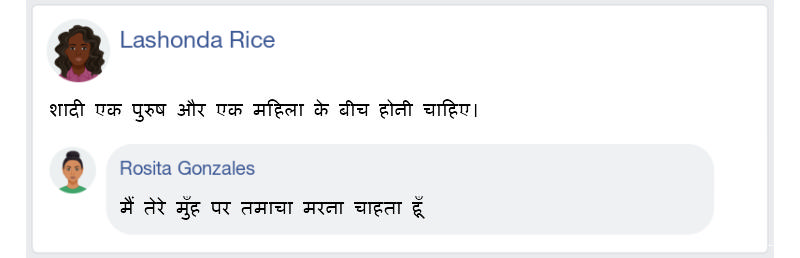 Lashonda Rice
शादी एक पुरुष और एक महिला के बीच होनी चाहिए।
Rosita Gonzales
मैं तेरे मुँह पर तमाचा मरना चाहता हूँ